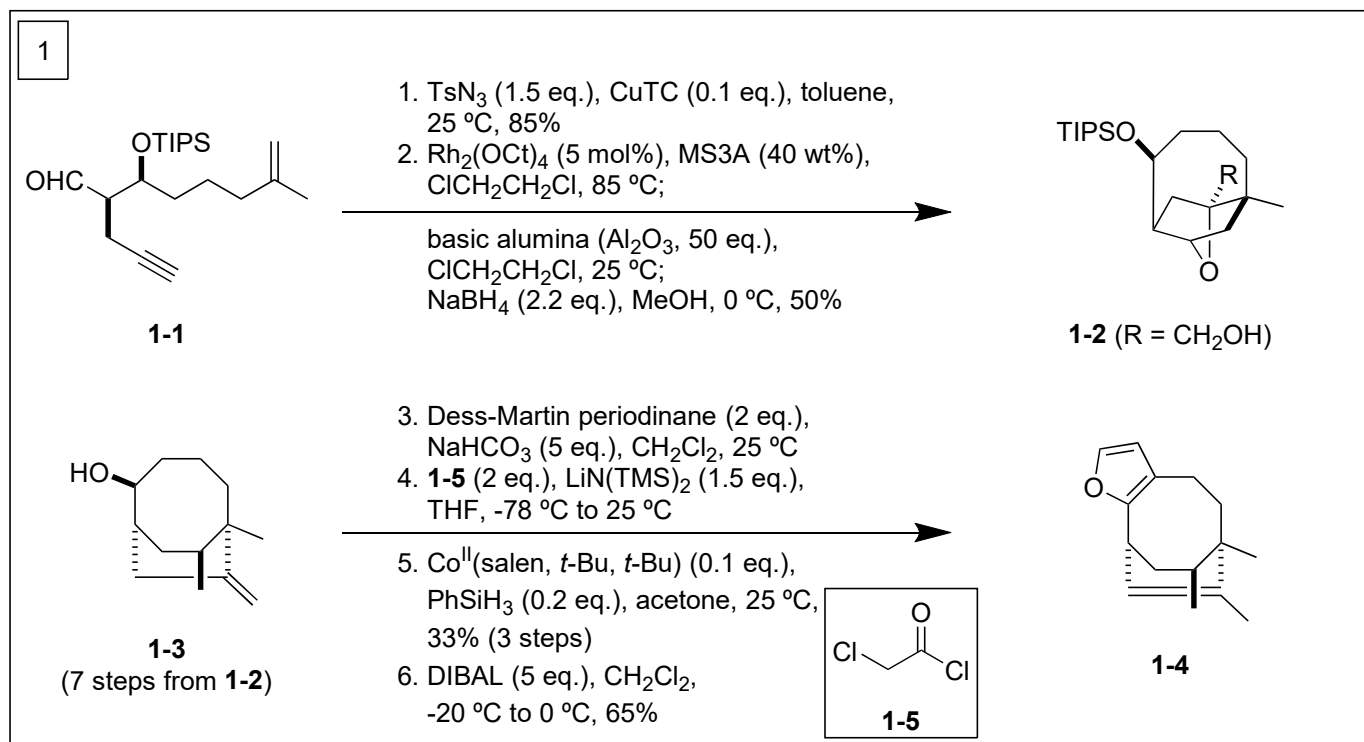 1
1. TsN₃ (1.5 eq.), CuTC (0.1 eq.), toluene,
25 ºC, 85%
2. Rh₂(OCt)₄ (5 mol%), MS3A (40 wt%),
ClCH₂CH₂Cl, 85 ºC;
basic alumina (Al₂O₃, 50 eq.),
ClCH₂CH₂Cl, 25 ºC;
NaBH₄ (2.2 eq.), MeOH, 0 ºC, 50%
OTIPS
OHC
1-1
TIPSO
R
O
1-2 (R = CH₂OH)
3. Dess-Martin periodinane (2 eq.),
NaHCO₃ (5 eq.), CH₂Cl₂, 25 ºC
4. 1-5 (2 eq.), LiN(TMS)₂ (1.5 eq.),
THF, -78 ºC to 25 ºC
5. Co^II(salen, t-Bu, t-Bu) (0.1 eq.),
PhSiH₃ (0.2 eq.), acetone, 25 ºC,
33% (3 steps)
6. DIBAL (5 eq.), CH₂Cl₂,
-20 ºC to 0 ºC, 65%
HO
1-3
(7 steps from 1-2)
O
Cl
Cl
1-5
O
1-4